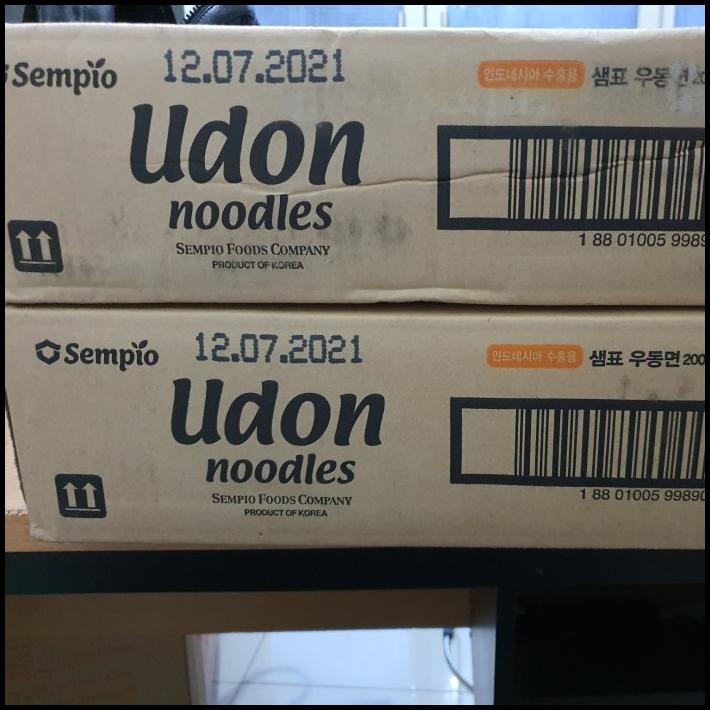 Sempio
12.07.2021
인도네시아 수출용
샘표 우동면 20
Udon
noodles
SEMPIO FOODS COMPANY
PRODUCT OF KOREA
1 88 01005 9989
Sempio
12.07.2021
인도네시아 수출용
샘표 우동면 200
Udon
noodles
SEMPIO FOODS COMPANY
PRODUCT OF KOREA
1 88 01005 99890